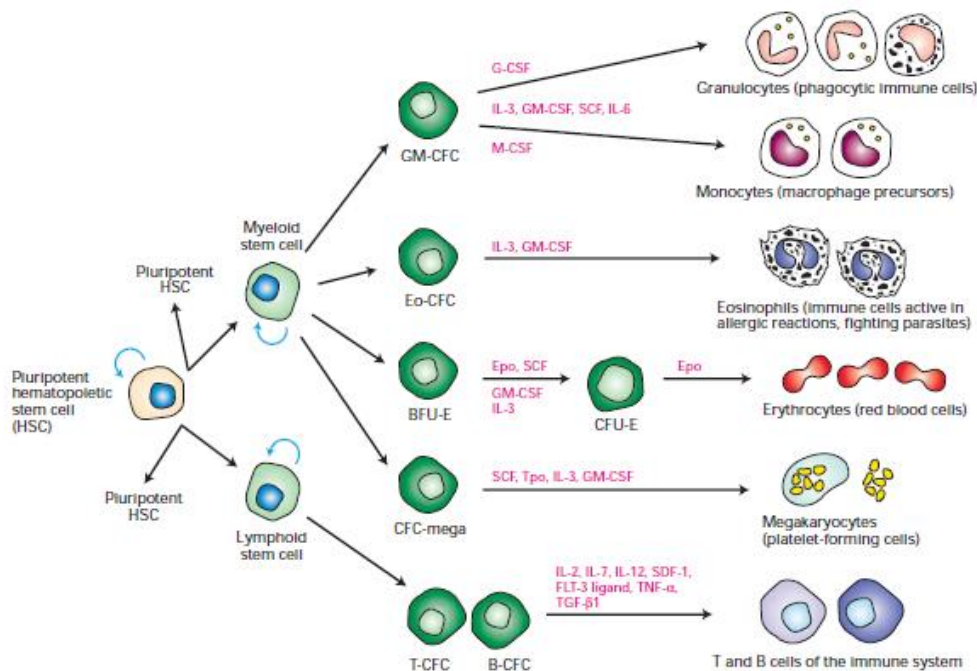 G-CSF
Granulocytes (phagocytic immune cells)
IL-3, GM-CSF, SCF, IL-6
GM-CFC
M-CSF
Monocytes (macrophage precursors)
Myeloid
stem cell
IL-3, GM-CSF
Pluripotent
HSC
Eo-CFC
Eosinophils (immune cells active in
allergic reactions, fighting parasites)
Pluripotent
hematopoietic
stem cell
(HSC)
Epo, SCF
GM-CSF
IL-3
Epo
BFU-E
CFU-E
Erythrocytes (red blood cells)
Pluripotent
HSC
SCF, Tpo, IL-3, GM-CSF
Lymphoid
stem cell
CFC-mega
Megakaryocytes
(platelet-forming cells)
IL-2, IL-7, IL-12, SDF-1,
FLT-3 ligand, TNF-α,
TGF-β1
T-CFC
B-CFC
T and B cells of the immune system